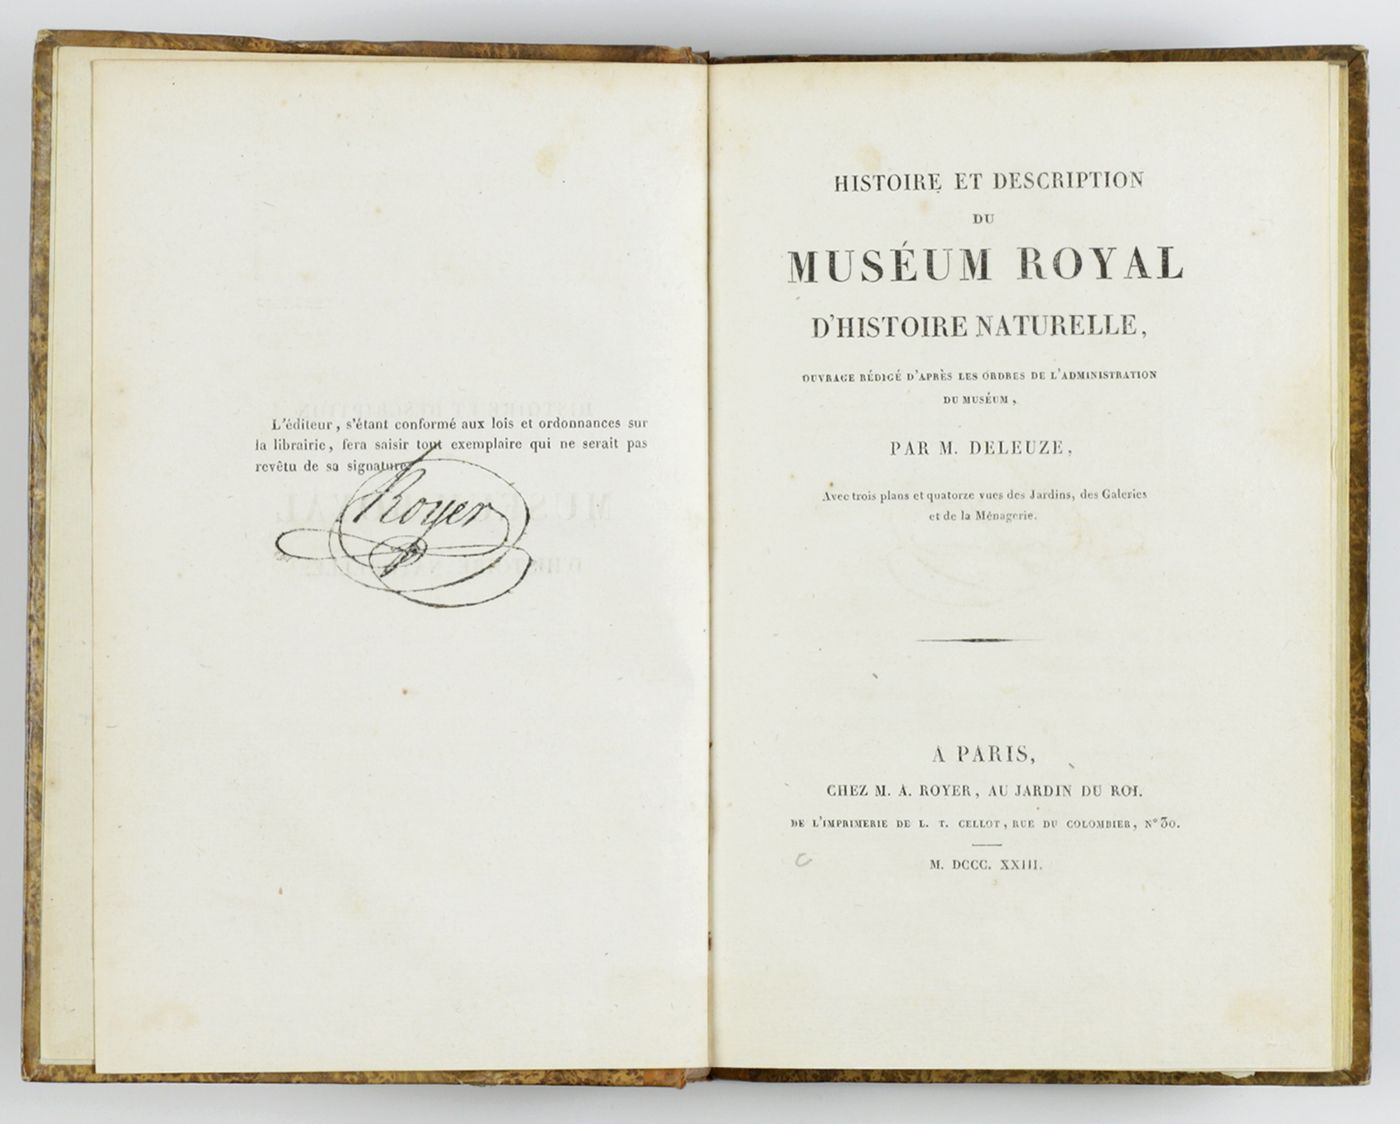 L'éditeur, s'étant conformé aux lois et ordonnances sur
la librairie, fera saisir tout exemplaire qui ne serait pas
revêtu de sa signature.
Royer
HISTOIRE ET DESCRIPTION
DU
MUSÉUM ROYAL
D'HISTOIRE NATURELLE,
OUVRAGE RÉDIGÉ D'APRÈS LES ORDRES DE L'ADMINISTRATION
DU MUSÉUM,
PAR M. DELEUZE,
Avec trois plans et quatorze vues des Jardins, des Galeries
et de la Ménagerie.
A PARIS,
CHEZ M. A. ROYER, AU JARDIN DU ROI.
DE L'IMPRIMERIE DE L. T. CELLOT, RUE DU COLOMBIER, N° 30.
M. DCCC. XXIII.